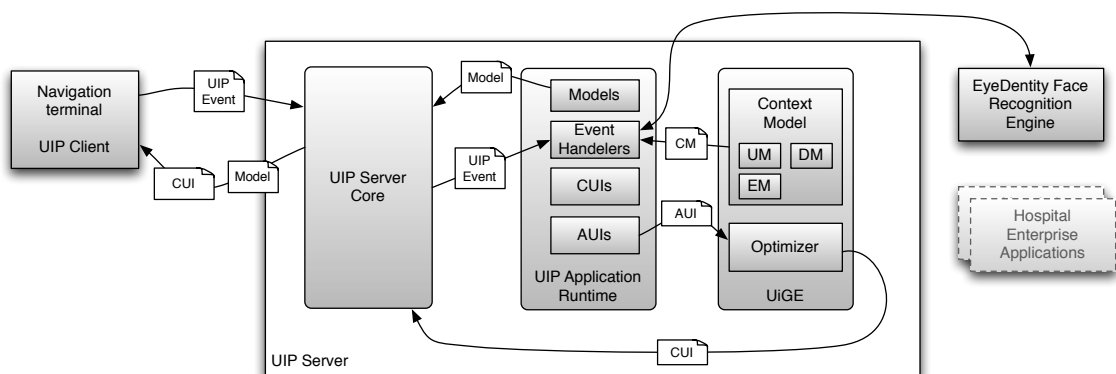 Navigation
terminal
UIP Client
UIP
Event
CUI
Model
UIP Server
Core
Model
UIP
Event
Models
Event
Handelers
CUIs
AUIs
UIP Application
Runtime
CM
AUI
Context
Model
UM
DM
EM
Optimizer
UiGE
CUI
UIP Server
EyeDentity Face
Recognition
Engine
Hospital
Enterprise
Applications